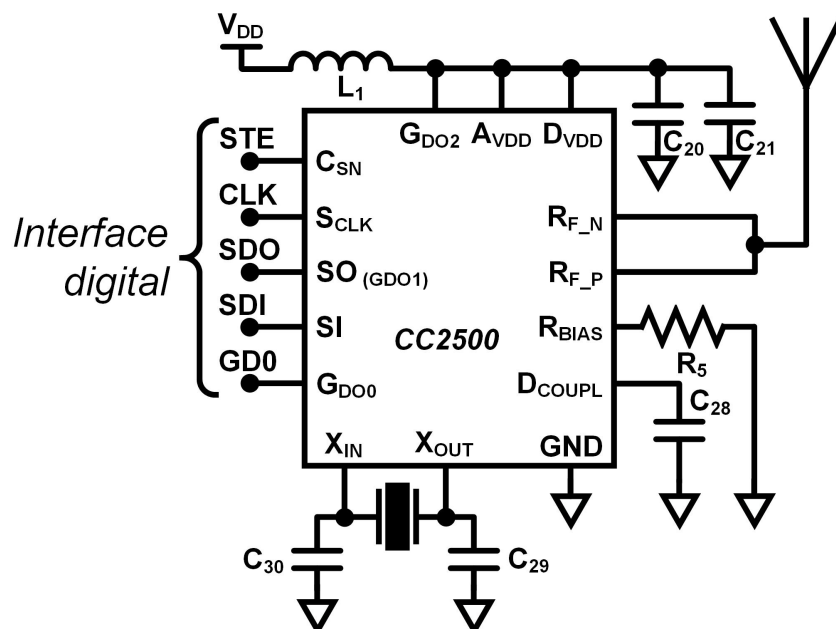 VDD
L1
GDO2 AVDD DVDD
C20 C21
Interface
digital
STE
CLK
SDO
SDI
GD0
CSN
SCLK
SO (GDO1)
SI
GDO0
CC2500
RF_N
RF_P
RBIAS
DCOUPL
R5
C28
XIN XOUT GND
C30 C29